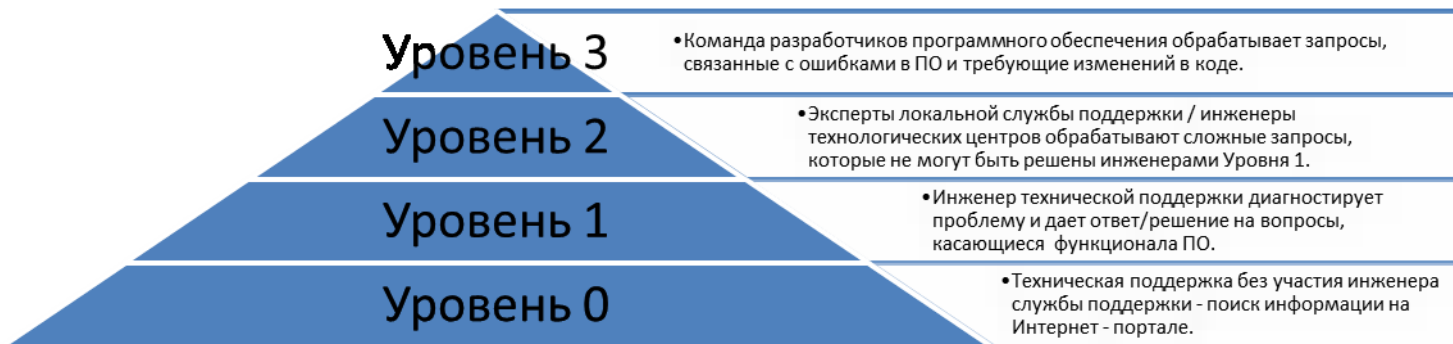 Уровень 3
•Команда разработчиков программного обеспечения обрабатывает запросы,
связанные с ошибками в ПО и требующие изменений в коде.
Уровень 2
•Эксперты локальной службы поддержки / инженеры
технологических центров обрабатывают сложные запросы,
которые не могут быть решены инженерами Уровня 1.
Уровень 1
•Инженер технической поддержки диагностирует
проблему и дает ответ/решение на вопросы,
касающиеся функционала ПО.
Уровень 0
•Техническая поддержка без участия инженера
службы поддержки - поиск информации на
Интернет - портале.